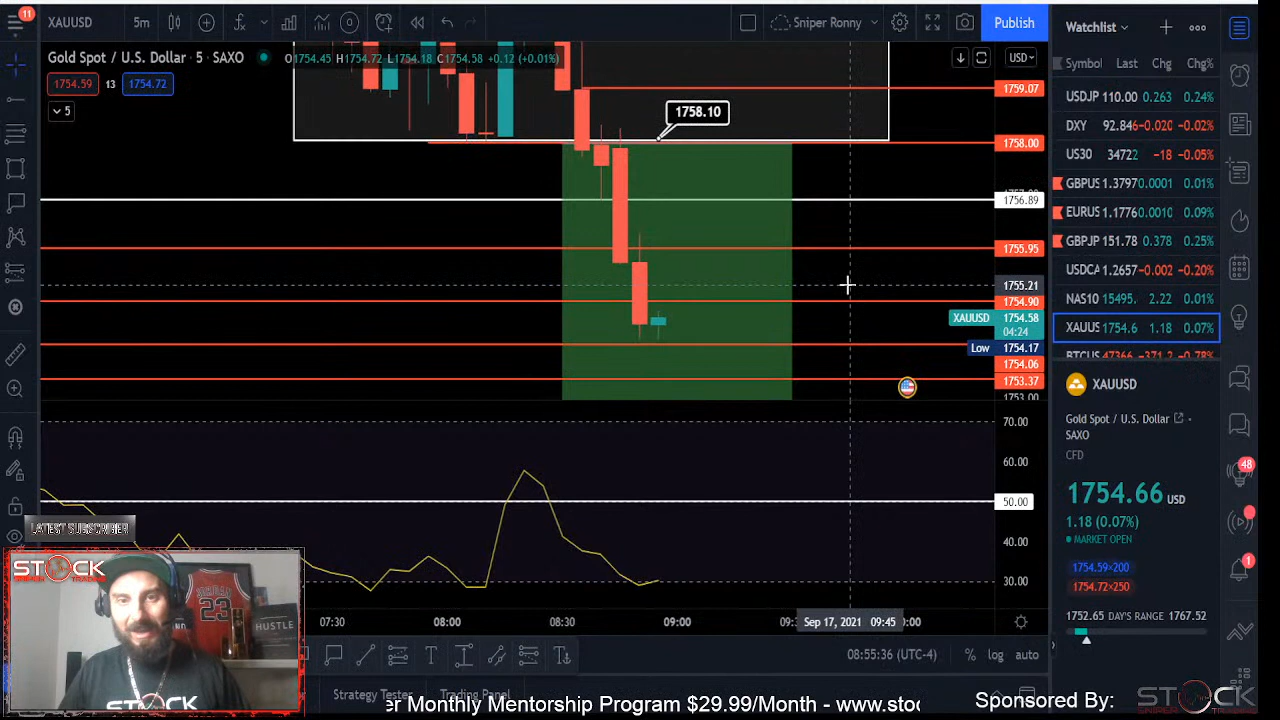 11
XAUUSD
5m
Sniper Ronny
Publish
Watchlist
Gold Spot / U.S. Dollar · 5 · SAXO
O1754.45 H1754.72 L1754.18 C1754.58 +0.12 (+0.01%)
USD
1754.59
13
1754.72
5
1758.10
1759.07
1758.00
1756.89
1755.95
1755.21
1754.90
XAUUSD 1754.58
04:24
Low 1754.17
1754.06
1753.37
1753.00
70.00
60.00
50.00
40.00
30.00
Symbol Last Chg Chg%
USDJP 110.00 0.263 0.24%
DXY 92.846 -0.020 -0.02%
US30 34722 -18 -0.05%
GBPUS 1.3797 0.0001 0.01%
EURUS 1.1776 0.0010 0.09%
GBPJP 151.78 0.378 0.25%
USDCA 1.2657 -0.002 -0.20%
NAS10 15495. 2.22 0.01%
XAUUS 1754.6 1.18 0.07%
BTCUS 47366 -371.2 -0.78%
XAUUSD
Gold Spot / U.S. Dollar
SAXO
CFD
1754.66 USD
1.18 (0.07%)
MARKET OPEN
1754.59×200
1754.72×250
1752.65 DAY'S RANGE 1767.52
48
1
LATEST SUBSCRIBER
STOCK
23
HUSTLE
STOCK
07:30
08:00
08:30
09:00
Sep 17, 2021 09:45
08:55:36 (UTC-4)
% log auto
Strategy Tester
Trading Panel
er Monthly Mentorship Program $29.99/Month - www.stoc
Sponsored By:
STOCK